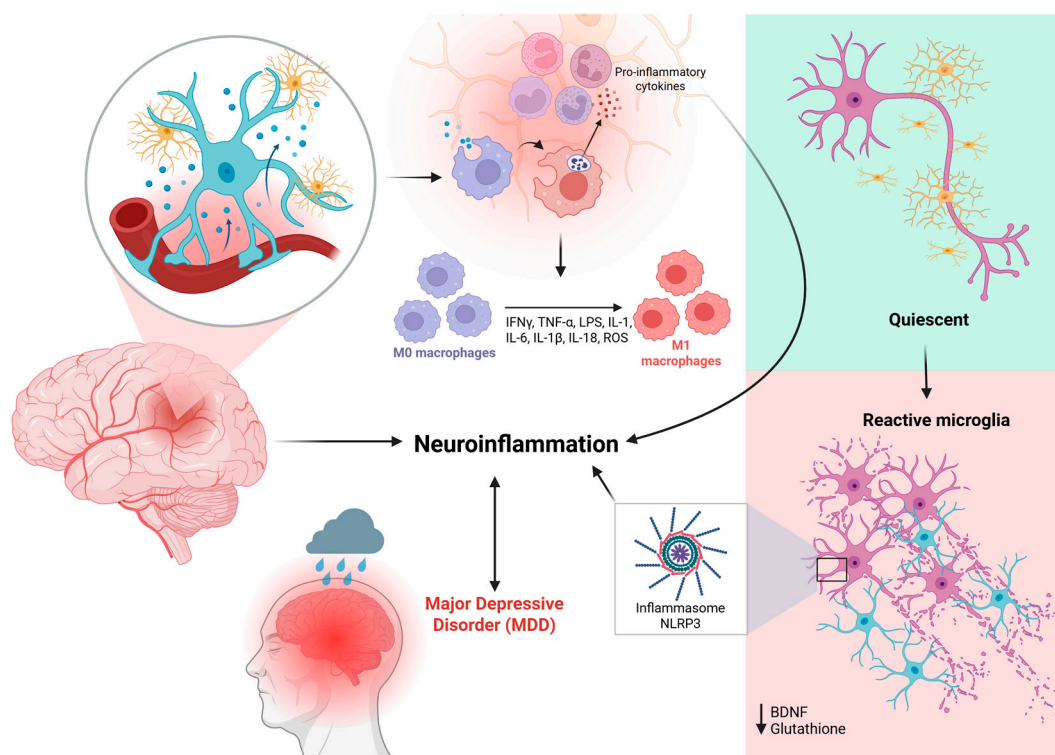 Pro-inflammatory
cytokines
IFNγ, TNF-α, LPS, IL-1,
IL-6, IL-1β, IL-18, ROS
M0 macrophages
M1
macrophages
Quiescent
Reactive microglia
Neuroinflammation
Major Depressive
Disorder (MDD)
Inflammasome
NLRP3
BDNF
Glutathione